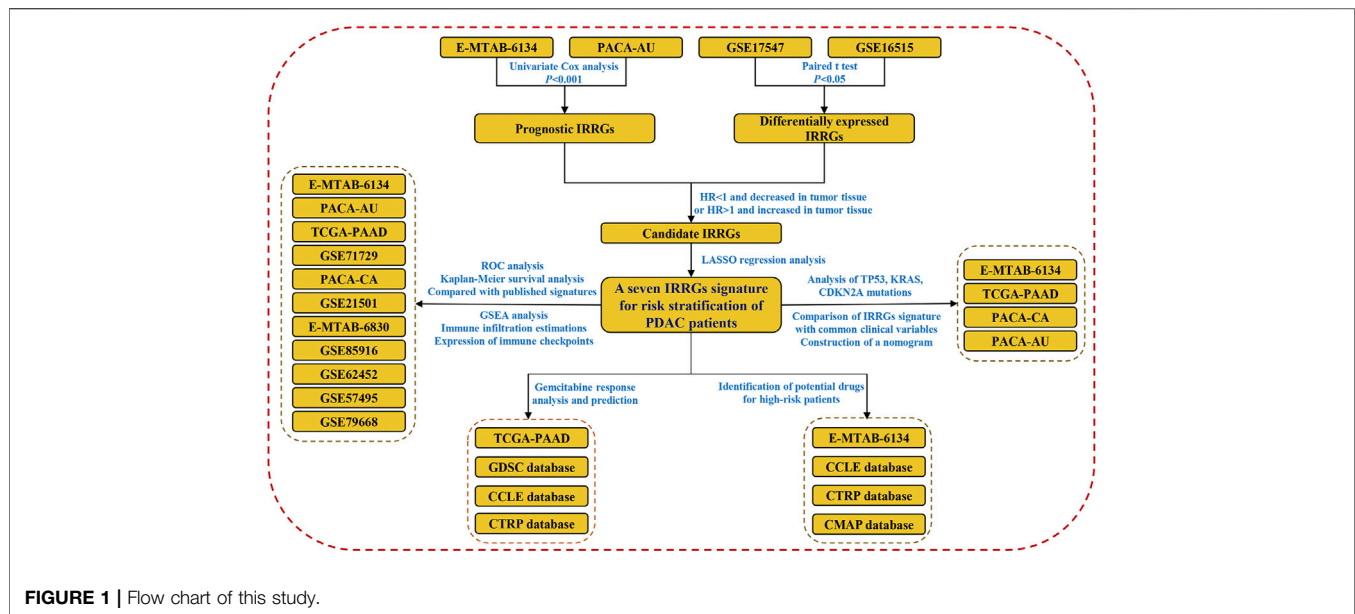 E-MTAB-6134
PACA-AU
GSE17547
GSE16515
Univariate Cox analysis
P<0.001
Paired t test
P<0.05
Prognostic IRRGs
Differentially expressed
IRRGs
HR<1 and decreased in tumor tissue
or HR>1 and increased in tumor tissue
Candidate IRRGs
LASSO regression analysis
A seven IRRGs signature
for risk stratification of
PDAC patients
E-MTAB-6134
PACA-AU
TCGA-PAAD
GSE71729
PACA-CA
GSE21501
E-MTAB-6830
GSE85916
GSE62452
GSE57495
GSE79668
ROC analysis
Kaplan-Meier survival analysis
Compared with published signatures
GSEA analysis
Immune infiltration estimations
Expression of immune checkpoints
Analysis of TP53, KRAS,
CDKN2A mutations
Comparison of IRRGs signature
with common clinical variables
Construction of a nomogram
E-MTAB-6134
TCGA-PAAD
PACA-CA
PACA-AU
Gemcitabine response
analysis and prediction
Identification of potential drugs
for high-risk patients
TCGA-PAAD
GDSC database
CCLE database
CTRP database
E-MTAB-6134
CCLE database
CTRP database
CMAP database
FIGURE 1 | Flow chart of this study.